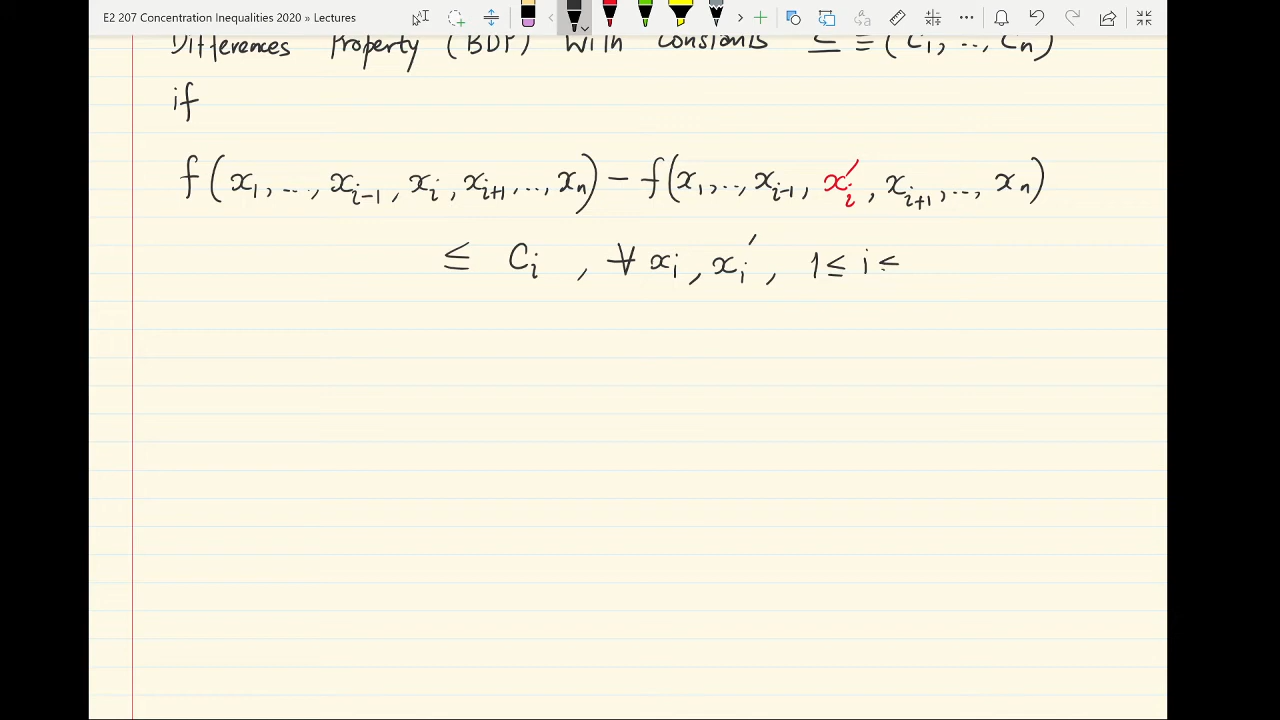 E2 207 Concentration Inequalities 2020 » Lectures
Differences Property (BDP) with constants c ≡ (c₁, .., cₙ)
if
f(x₁, ..., xᵢ₋₁, xᵢ, xᵢ₊₁, .., xₙ) − f(x₁, .., xᵢ₋₁, xᵢ′, xᵢ₊₁, .., xₙ)
≤ cᵢ , ∀ xᵢ, xᵢ′, 1 ≤ i ≤